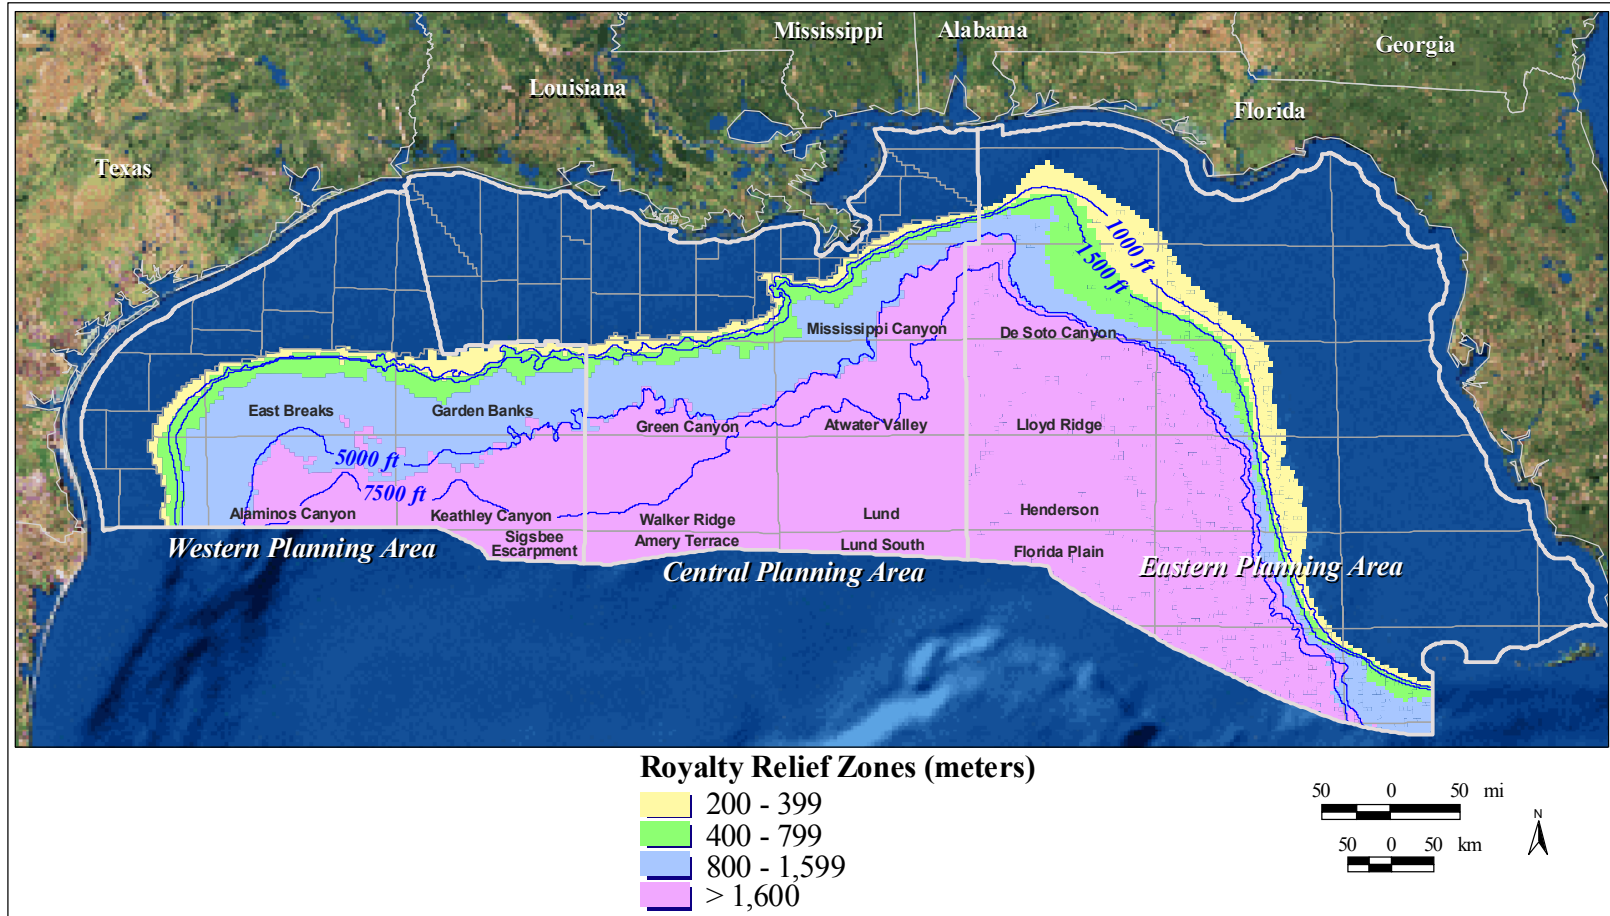 Mississippi
Alabama
Georgia
Louisiana
Florida
Texas
1000 ft
1500 ft
Mississippi Canyon
De Soto Canyon
East Breaks
Garden Banks
Green Canyon
Atwater Valley
Lloyd Ridge
5000 ft
7500 ft
Alaminos Canyon
Keathley Canyon
Walker Ridge
Lund
Henderson
Sigsbee
Escarpment
Amery Terrace
Lund South
Florida Plain
Western Planning Area
Central Planning Area
Eastern Planning Area
Royalty Relief Zones (meters)
200 - 399
400 - 799
800 - 1,599
> 1,600
50 0 50 mi
50 0 50 km
N